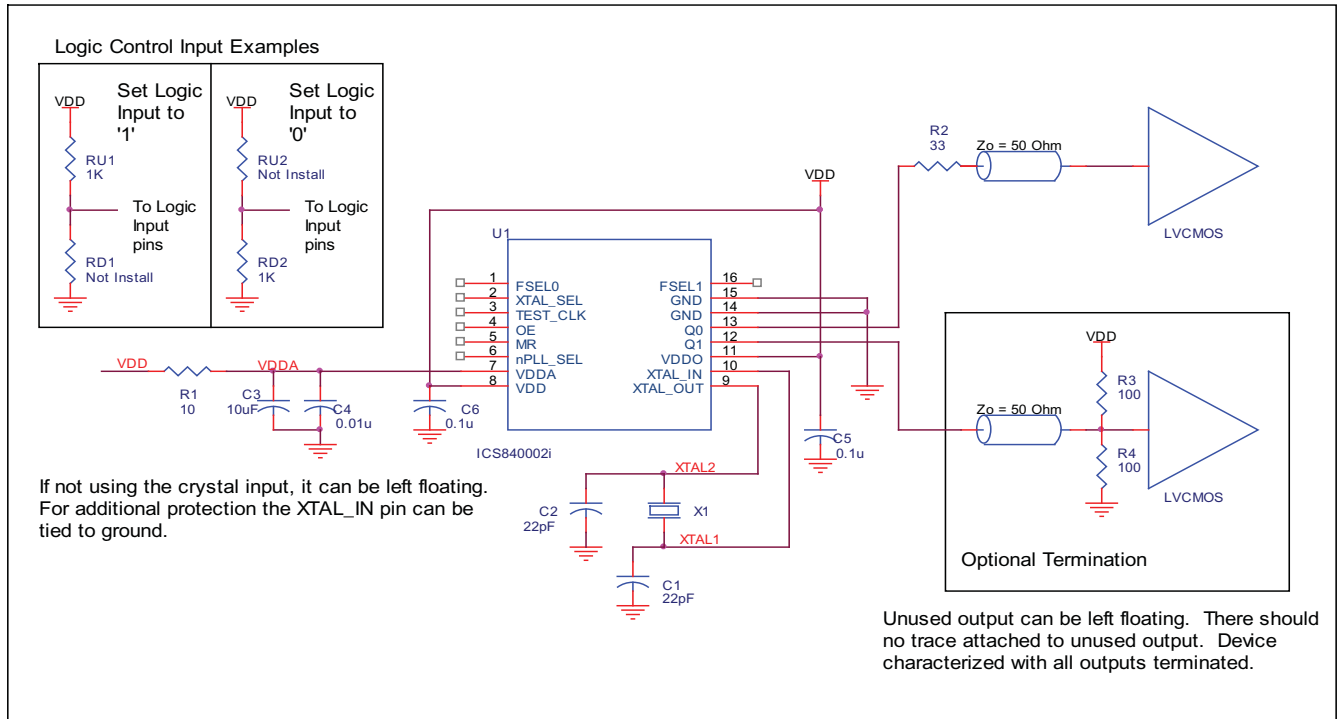 Logic Control Input Examples
VDD
Set Logic
Input to
'1'
RU1
1K
To Logic
Input
pins
RD1
Not Install
VDD
Set Logic
Input to
'0'
RU2
Not Install
To Logic
Input
pins
RD2
1K
VDD
R1
10
VDDA
C3
10uF
C4
0.01u
C6
0.1u
U1
1
FSEL0
2
XTAL_SEL
3
TEST_CLK
4
OE
5
MR
6
nPLL_SEL
7
VDDA
8
VDD
16
FSEL1
15
GND
14
GND
13
Q0
12
Q1
11
VDDO
10
XTAL_IN
9
XTAL_OUT
ICS840002i
VDD
C5
0.1u
XTAL2
C2
22pF
X1
XTAL1
C1
22pF
R2
33
Zo = 50 Ohm
LVCMOS
VDD
R3
100
Zo = 50 Ohm
R4
100
LVCMOS
Optional Termination
If not using the crystal input, it can be left floating.
For additional protection the XTAL_IN pin can be
tied to ground.
Unused output can be left floating. There should
no trace attached to unused output. Device
characterized with all outputs terminated.